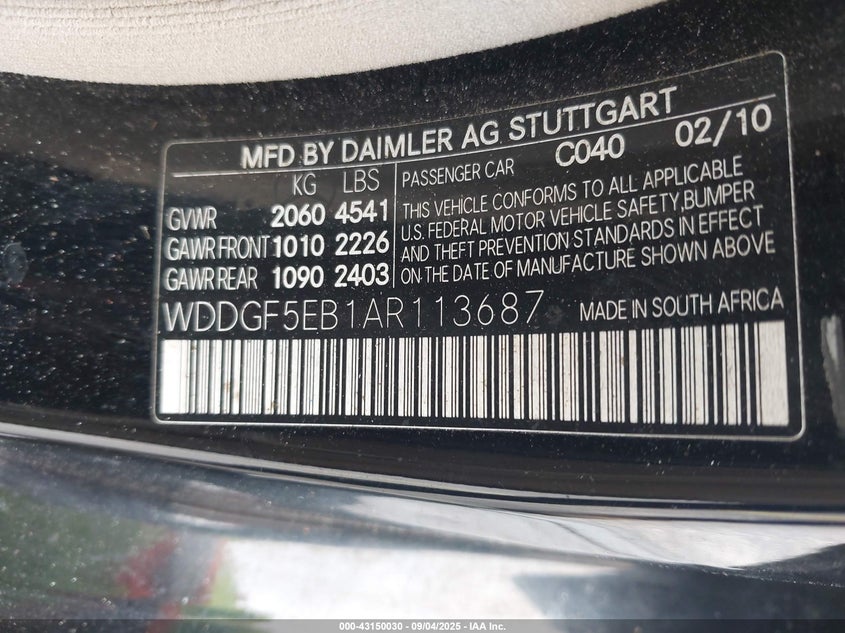 MFD BY DAIMLER AG STUTTGART
C040 02/10
KG LBS
GVWR 2060 4541
GAWR FRONT 1010 2226
GAWR REAR 1090 2403
PASSENGER CAR
THIS VEHICLE CONFORMS TO ALL APPLICABLE
U.S. FEDERAL MOTOR VEHICLE SAFETY, BUMPER
AND THEFT PREVENTION STANDARDS IN EFFECT
ON THE DATE OF MANUFACTURE SHOWN ABOVE
WDDGF5EB1AR113687 MADE IN SOUTH AFRICA
000-43150030 - 09/04/2025 - IAA Inc.